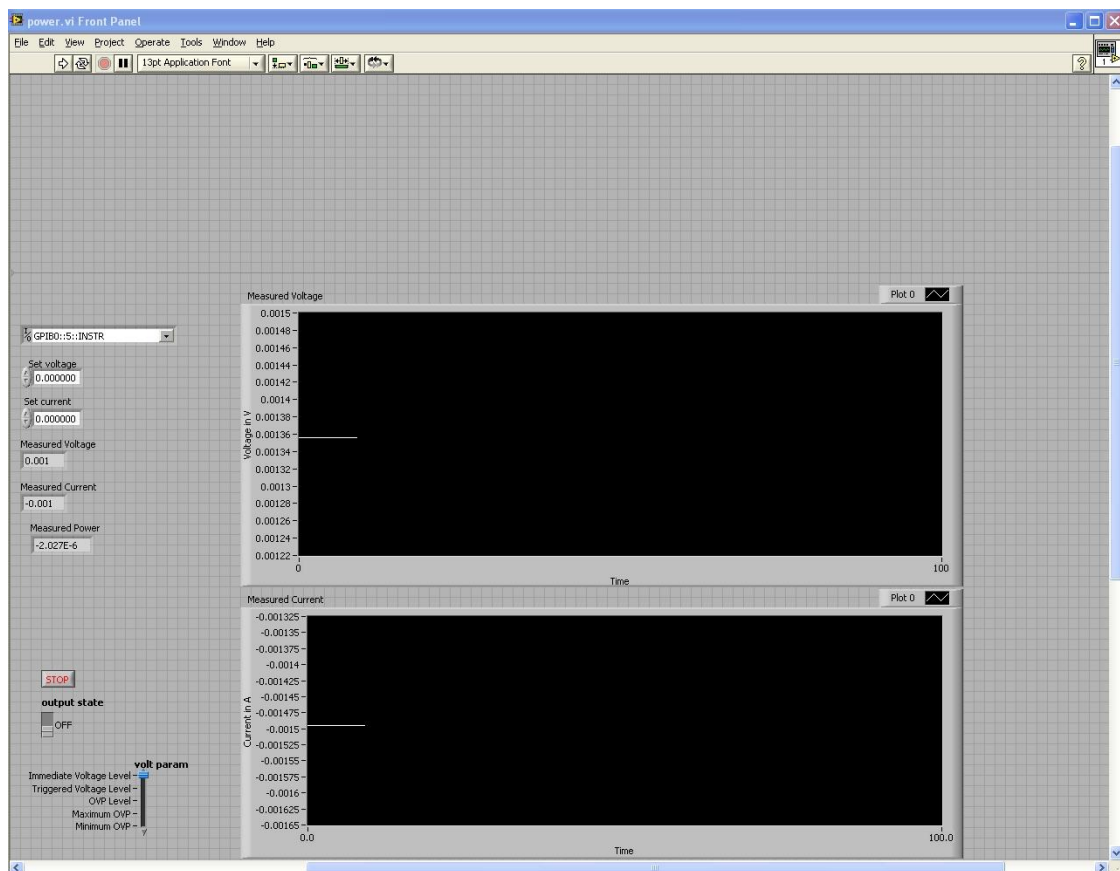 power.vi Front Panel
File Edit View Project Operate Tools Window Help
13pt Application Font
1
Measured Voltage
Plot 0
GPIB0::5::INSTR
Set voltage
0.000000
Set current
0.000000
Measured Voltage
0.001
Measured Current
-0.001
Measured Power
-2.027E-6
Voltage in V
0.0015
0.00148
0.00146
0.00144
0.00142
0.0014
0.00138
0.00136
0.00134
0.00132
0.0013
0.00128
0.00126
0.00124
0.00122
0 100
Time
Measured Current
Plot 0
Current in A
-0.001325
-0.00135
-0.001375
-0.0014
-0.001425
-0.00145
-0.001475
-0.0015
-0.001525
-0.00155
-0.001575
-0.0016
-0.001625
-0.00165
0.0 100.0
Time
STOP
output state
OFF
volt param
Immediate Voltage Level
Triggered Voltage Level
OVP Level
Maximum OVP
Minimum OVP